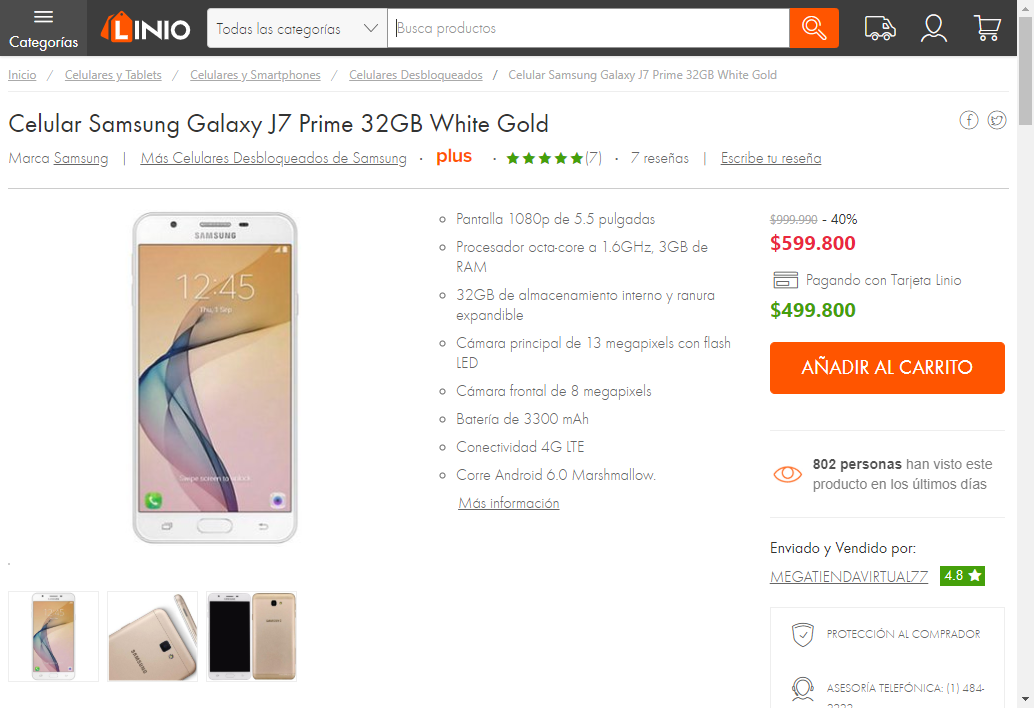 Categorías
LINIO
Todas las categorías
Busca productos
Inicio / Celulares y Tablets / Celulares y Smartphones / Celulares Desbloqueados / Celular Samsung Galaxy J7 Prime 32GB White Gold
Celular Samsung Galaxy J7 Prime 32GB White Gold
Marca Samsung | Más Celulares Desbloqueados de Samsung · plus · (7) · 7 reseñas | Escribe tu reseña
SAMSUNG
12:45
Thu, 1 Sep
Swipe screen to unlock
Pantalla 1080p de 5.5 pulgadas
Procesador octa-core a 1.6GHz, 3GB de
RAM
32GB de almacenamiento interno y ranura
expandible
Cámara principal de 13 megapixels con flash
LED
Cámara frontal de 8 megapixels
Batería de 3300 mAh
Conectividad 4G LTE
Corre Android 6.0 Marshmallow.
Más información
$999.990 - 40%
$599.800
Pagando con Tarjeta Linio
$499.800
AÑADIR AL CARRITO
802 personas han visto este
producto en los últimos días
Enviado y Vendido por:
MEGATIENDAVIRTUAL77 4.8
PROTECCIÓN AL COMPRADOR
ASESORÍA TELEFÓNICA: (1) 484-
SAMSUNG